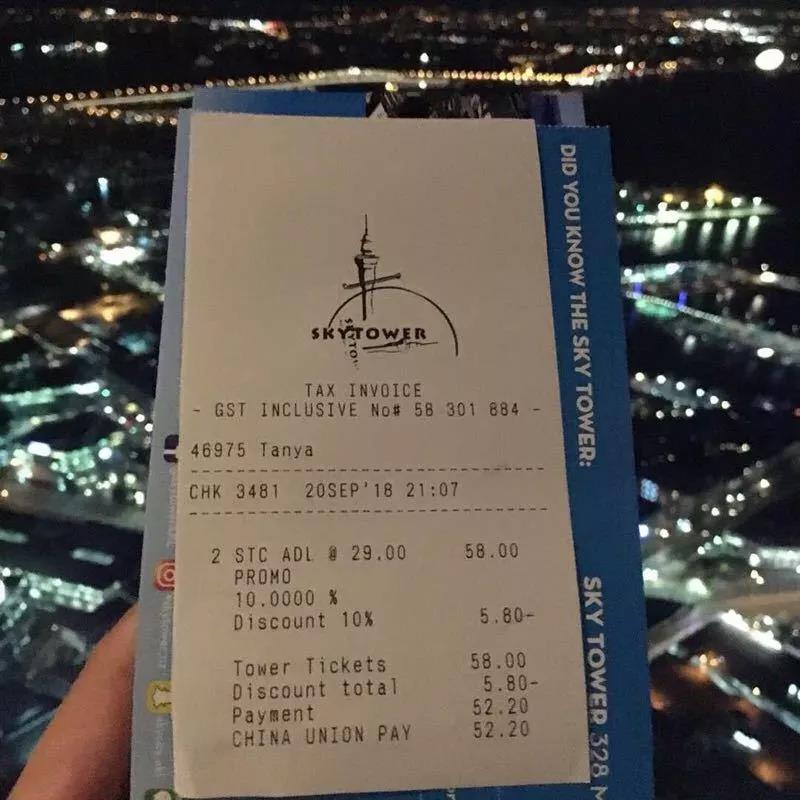 SKYTOWER
TAX INVOICE
- GST INCLUSIVE No# 58 301 884 -
46975 Tanya
CHK 3481 20SEP'18 21:07
2 STC ADL @ 29.00 58.00
PROMO
10.0000 %
Discount 10% 5.80-
Tower Tickets 58.00
Discount total 5.80-
Payment 52.20
CHINA UNION PAY 52.20
DID YOU KNOW THE SKY TOWER:
SKY TOWER 328